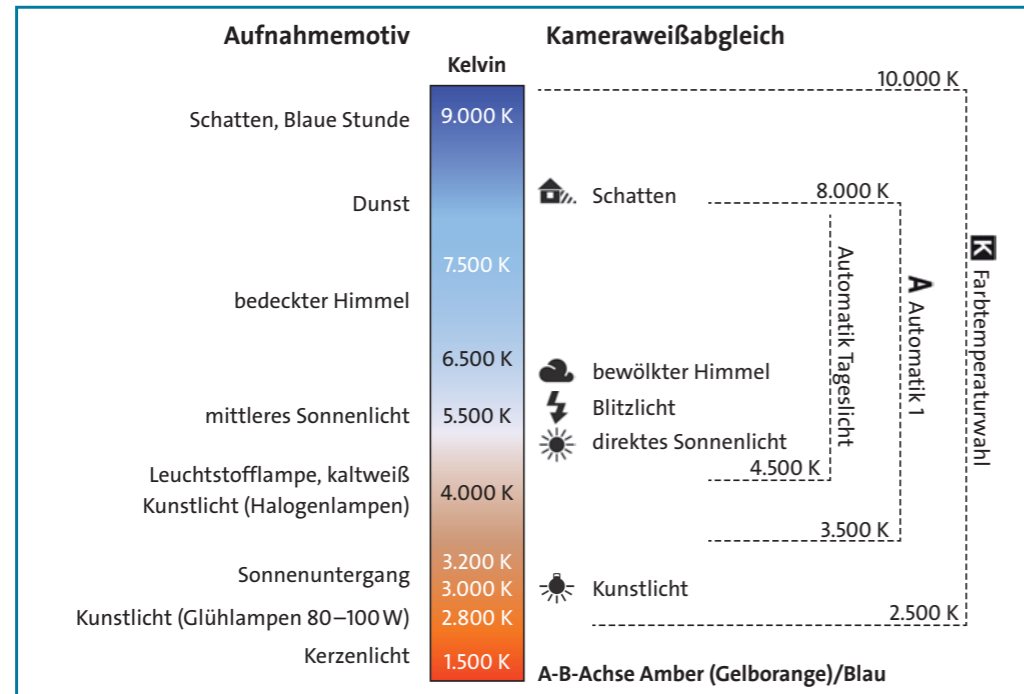 Aufnahmemotiv
Kameraweißabgleich
Kelvin
10.000 K
Schatten, Blaue Stunde
9.000 K
Schatten
8.000 K
Dunst
7.500 K
bedeckter Himmel
6.500 K
bewölkter Himmel
Blitzlicht
mittleres Sonnenlicht
5.500 K
direktes Sonnenlicht
4.500 K
Leuchtstofflampe, kaltweiß
Kunstlicht (Halogenlampen)
4.000 K
3.500 K
3.200 K
Sonnenuntergang
3.000 K
Kunstlicht
Kunstlicht (Glühlampen 80–100 W)
2.800 K
2.500 K
Kerzenlicht
1.500 K
A-B-Achse Amber (Gelborange)/Blau
Automatik Tageslicht
A Automatik 1
K Farbtemperaturwahl